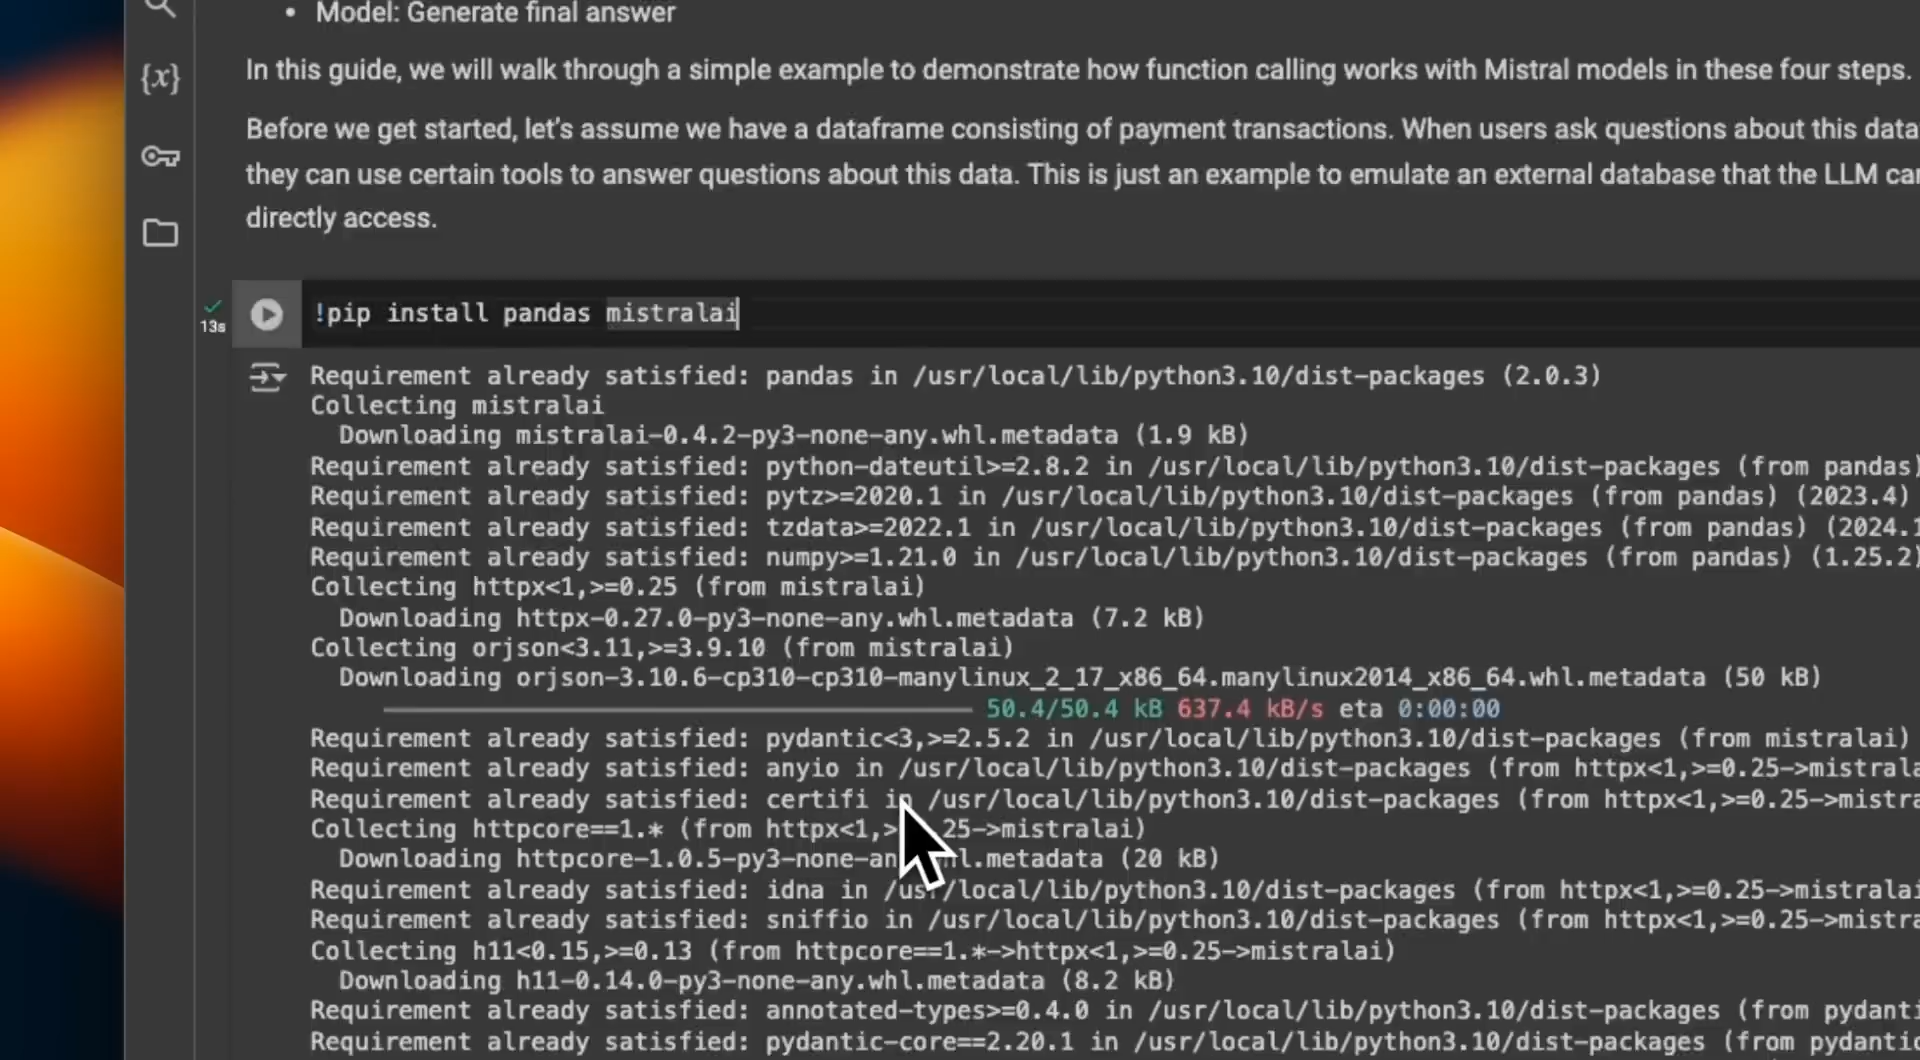 • Model: Generate final answer
In this guide, we will walk through a simple example to demonstrate how function calling works with Mistral models in these four steps.
Before we get started, let's assume we have a dataframe consisting of payment transactions. When users ask questions about this data
they can use certain tools to answer questions about this data. This is just an example to emulate an external database that the LLM
directly access.
{x}
13s
!pip install pandas mistralai
Requirement already satisfied: pandas in /usr/local/lib/python3.10/dist-packages (2.0.3)
Collecting mistralai
Downloading mistralai-0.4.2-py3-none-any.whl.metadata (1.9 kB)
Requirement already satisfied: python-dateutil>=2.8.2 in /usr/local/lib/python3.10/dist-packages (from pandas)
Requirement already satisfied: pytz>=2020.1 in /usr/local/lib/python3.10/dist-packages (from pandas) (2023.4)
Requirement already satisfied: tzdata>=2022.1 in /usr/local/lib/python3.10/dist-packages (from pandas) (2024.1
Requirement already satisfied: numpy>=1.21.0 in /usr/local/lib/python3.10/dist-packages (from pandas) (1.25.2)
Collecting httpx<1,>=0.25 (from mistralai)
Downloading httpx-0.27.0-py3-none-any.whl.metadata (7.2 kB)
Collecting orjson<3.11,>=3.9.10 (from mistralai)
Downloading orjson-3.10.6-cp310-cp310-manylinux_2_17_x86_64.manylinux2014_x86_64.whl.metadata (50 kB)
50.4/50.4 kB 637.4 kB/s eta 0:00:00
Requirement already satisfied: pydantic<3,>=2.5.2 in /usr/local/lib/python3.10/dist-packages (from mistralai)
Requirement already satisfied: anyio in /usr/local/lib/python3.10/dist-packages (from httpx<1,>=0.25->mistrala
Requirement already satisfied: certifi in /usr/local/lib/python3.10/dist-packages (from httpx<1,>=0.25->mistra
Collecting httpcore==1.* (from httpx<1,> 25->mistralai)
Downloading httpcore-1.0.5-py3-none-an hl.metadata (20 kB)
Requirement already satisfied: idna in /usr/local/lib/python3.10/dist-packages (from httpx<1,>=0.25->mistralai
Requirement already satisfied: sniffio in /usr/local/lib/python3.10/dist-packages (from httpx<1,>=0.25->mistra
Collecting h11<0.15,>=0.13 (from httpcore==1.*->httpx<1,>=0.25->mistralai)
Downloading h11-0.14.0-py3-none-any.whl.metadata (8.2 kB)
Requirement already satisfied: annotated-types>=0.4.0 in /usr/local/lib/python3.10/dist-packages (from pydanti
Requirement already satisfied: pydantic-core==2.20.1 in /usr/local/lib/python3.10/dist-packages (from pydantic